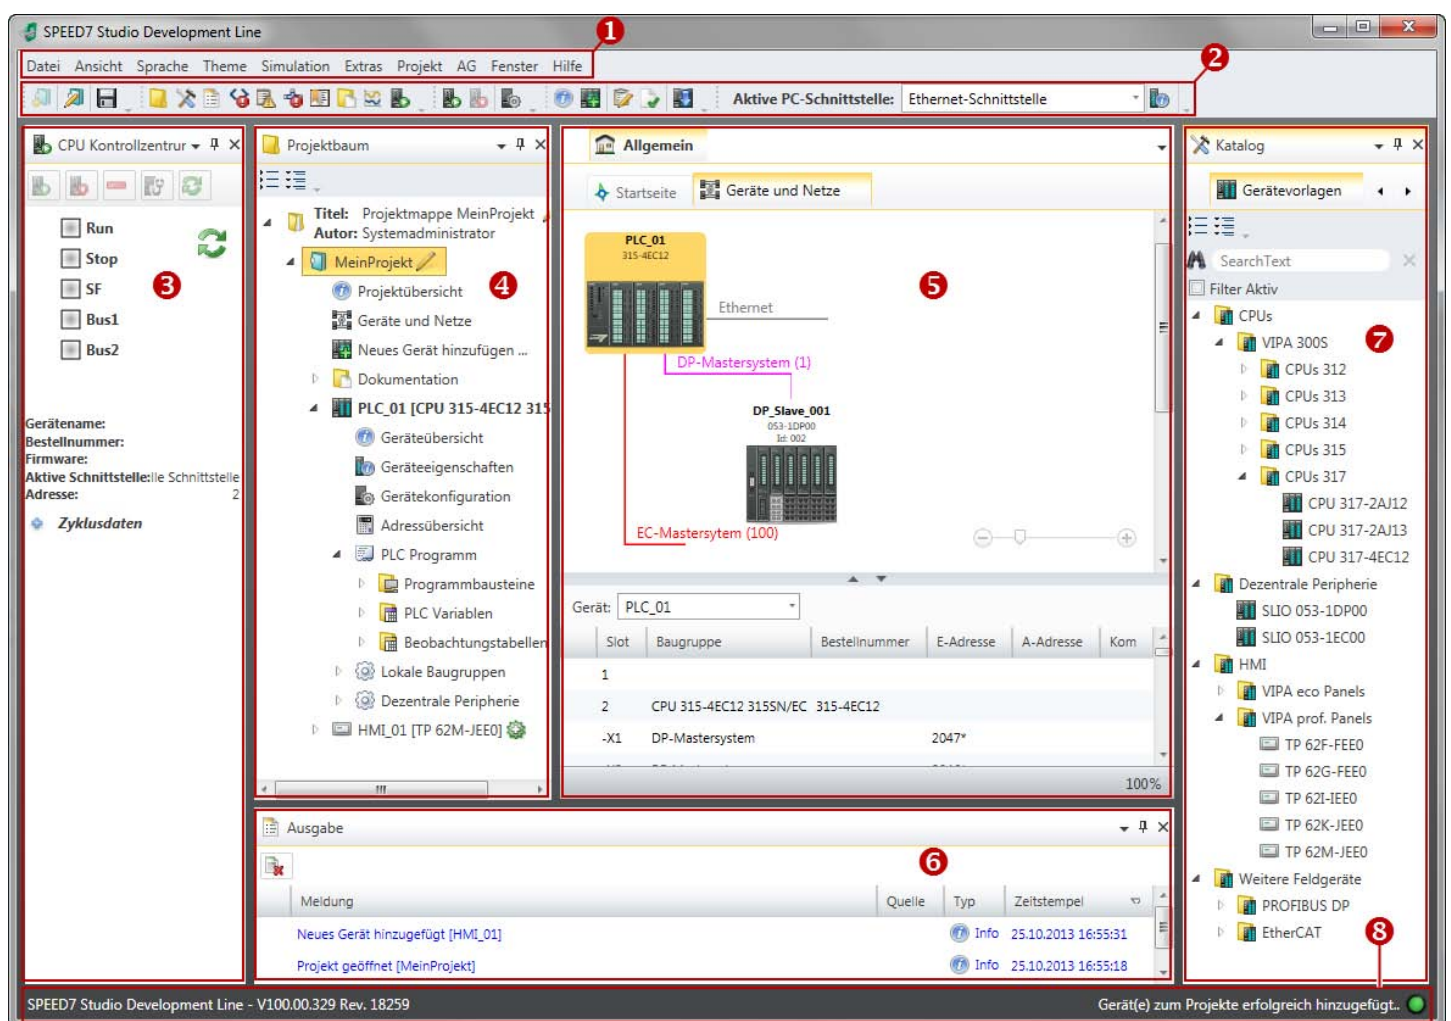 SPEED7 Studio Development Line
1
Datei Ansicht Sprache Theme Simulation Extras Projekt AG Fenster Hilfe
2
Aktive PC-Schnittstelle: Ethernet-Schnittstelle
CPU Kontrollzentrur
Run
Stop
SF
3
Bus1
Bus2
Gerätename:
Bestellnummer:
Firmware:
Aktive Schnittstelle:lle Schnittstelle
Adresse: 2
Zyklusdaten
Projektbaum
Titel: Projektmappe MeinProjekt
Autor: Systemadministrator
MeinProjekt
4
Projektübersicht
Geräte und Netze
Neues Gerät hinzufügen ...
Dokumentation
PLC_01 [CPU 315-4EC12 315
Geräteübersicht
Geräteeigenschaften
Gerätekonfiguration
Adressübersicht
PLC Programm
Programmbausteine
PLC Variablen
Beobachtungstabellen
Lokale Baugruppen
Dezentrale Peripherie
HMI_01 [TP 62M-JEE0]
Allgemein
Startseite Geräte und Netze
PLC_01
315-4EC12
5
Ethernet
DP-Mastersystem (1)
DP_Slave_001
053-1DP00
Id: 002
EC-Mastersytem (100)
Gerät: PLC_01
Slot Baugruppe Bestellnummer E-Adresse A-Adresse Kom
1
2 CPU 315-4EC12 315SN/EC 315-4EC12
-X1 DP-Mastersystem 2047*
100%
Ausgabe
6
Meldung Quelle Typ Zeitstempel
Neues Gerät hinzugefügt [HMI_01] Info 25.10.2013 16:55:31
Projekt geöffnet [MeinProjekt] Info 25.10.2013 16:55:18
Katalog
Gerätevorlagen
SearchText
Filter Aktiv
CPUs
7
VIPA 300S
CPUs 312
CPUs 313
CPUs 314
CPUs 315
CPUs 317
CPU 317-2AJ12
CPU 317-2AJ13
CPU 317-4EC12
Dezentrale Peripherie
SLIO 053-1DP00
SLIO 053-1EC00
HMI
VIPA eco Panels
VIPA prof. Panels
TP 62F-FEE0
TP 62G-FEE0
TP 62I-IEE0
TP 62K-JEE0
TP 62M-JEE0
Weitere Feldgeräte
PROFIBUS DP
EtherCAT
8
SPEED7 Studio Development Line - V100.00.329 Rev. 18259
Gerät(e) zum Projekte erfolgreich hinzugefügt..